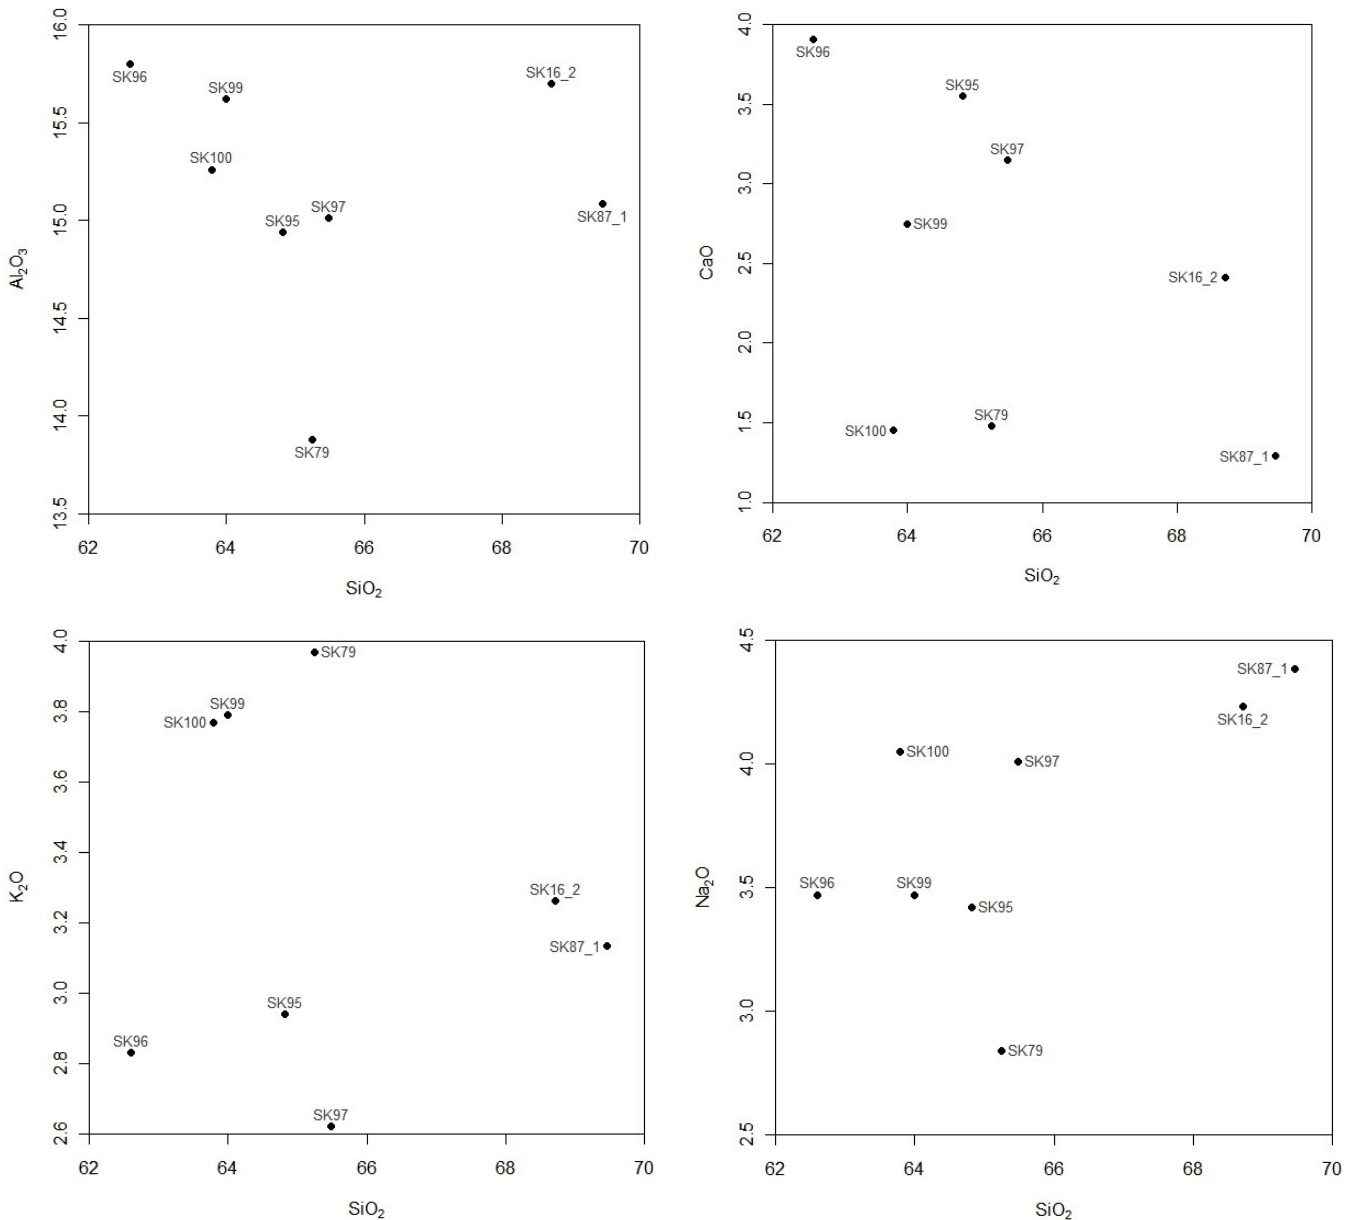 16.0
SK96
SK99
SK16_2
15.5
SK100
15.0
SK95
SK97
SK87_1
Al₂O₃
14.5
14.0
SK79
13.5
62 64 66 68 70
SiO₂
4.0
SK96
SK95
3.5
SK97
3.0
SK99
CaO
2.5
SK16_2
2.0
SK79
1.5
SK100
SK87_1
1.0
62 64 66 68 70
SiO₂
4.0
SK79
SK99
3.8
SK100
3.6
3.4
K₂O
SK16_2
3.2
SK87_1
3.0
SK95
SK96
2.8
SK97
2.6
62 64 66 68 70
SiO₂
4.5
SK87_1
SK16_2
SK100
4.0
SK97
3.5
SK96
SK99
SK95
Na₂O
3.0
SK79
2.5
62 64 66 68 70
SiO₂